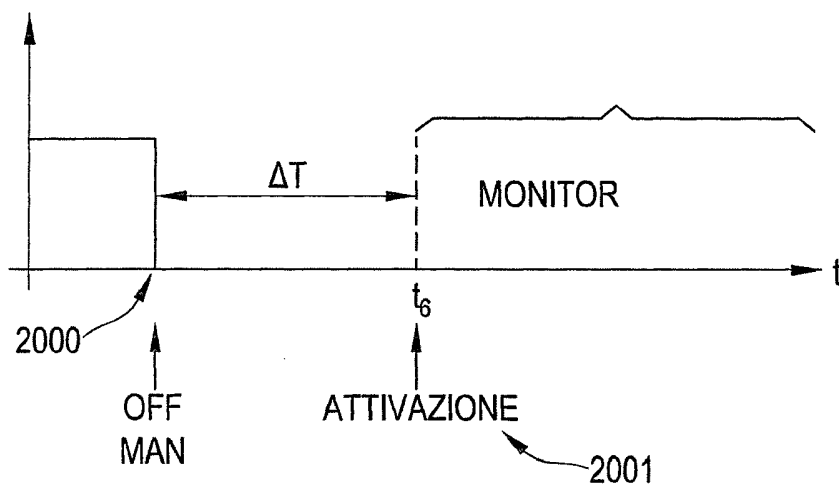 ΔT
MONITOR
t
t6
2000
OFF
MAN
ATTIVAZIONE
2001